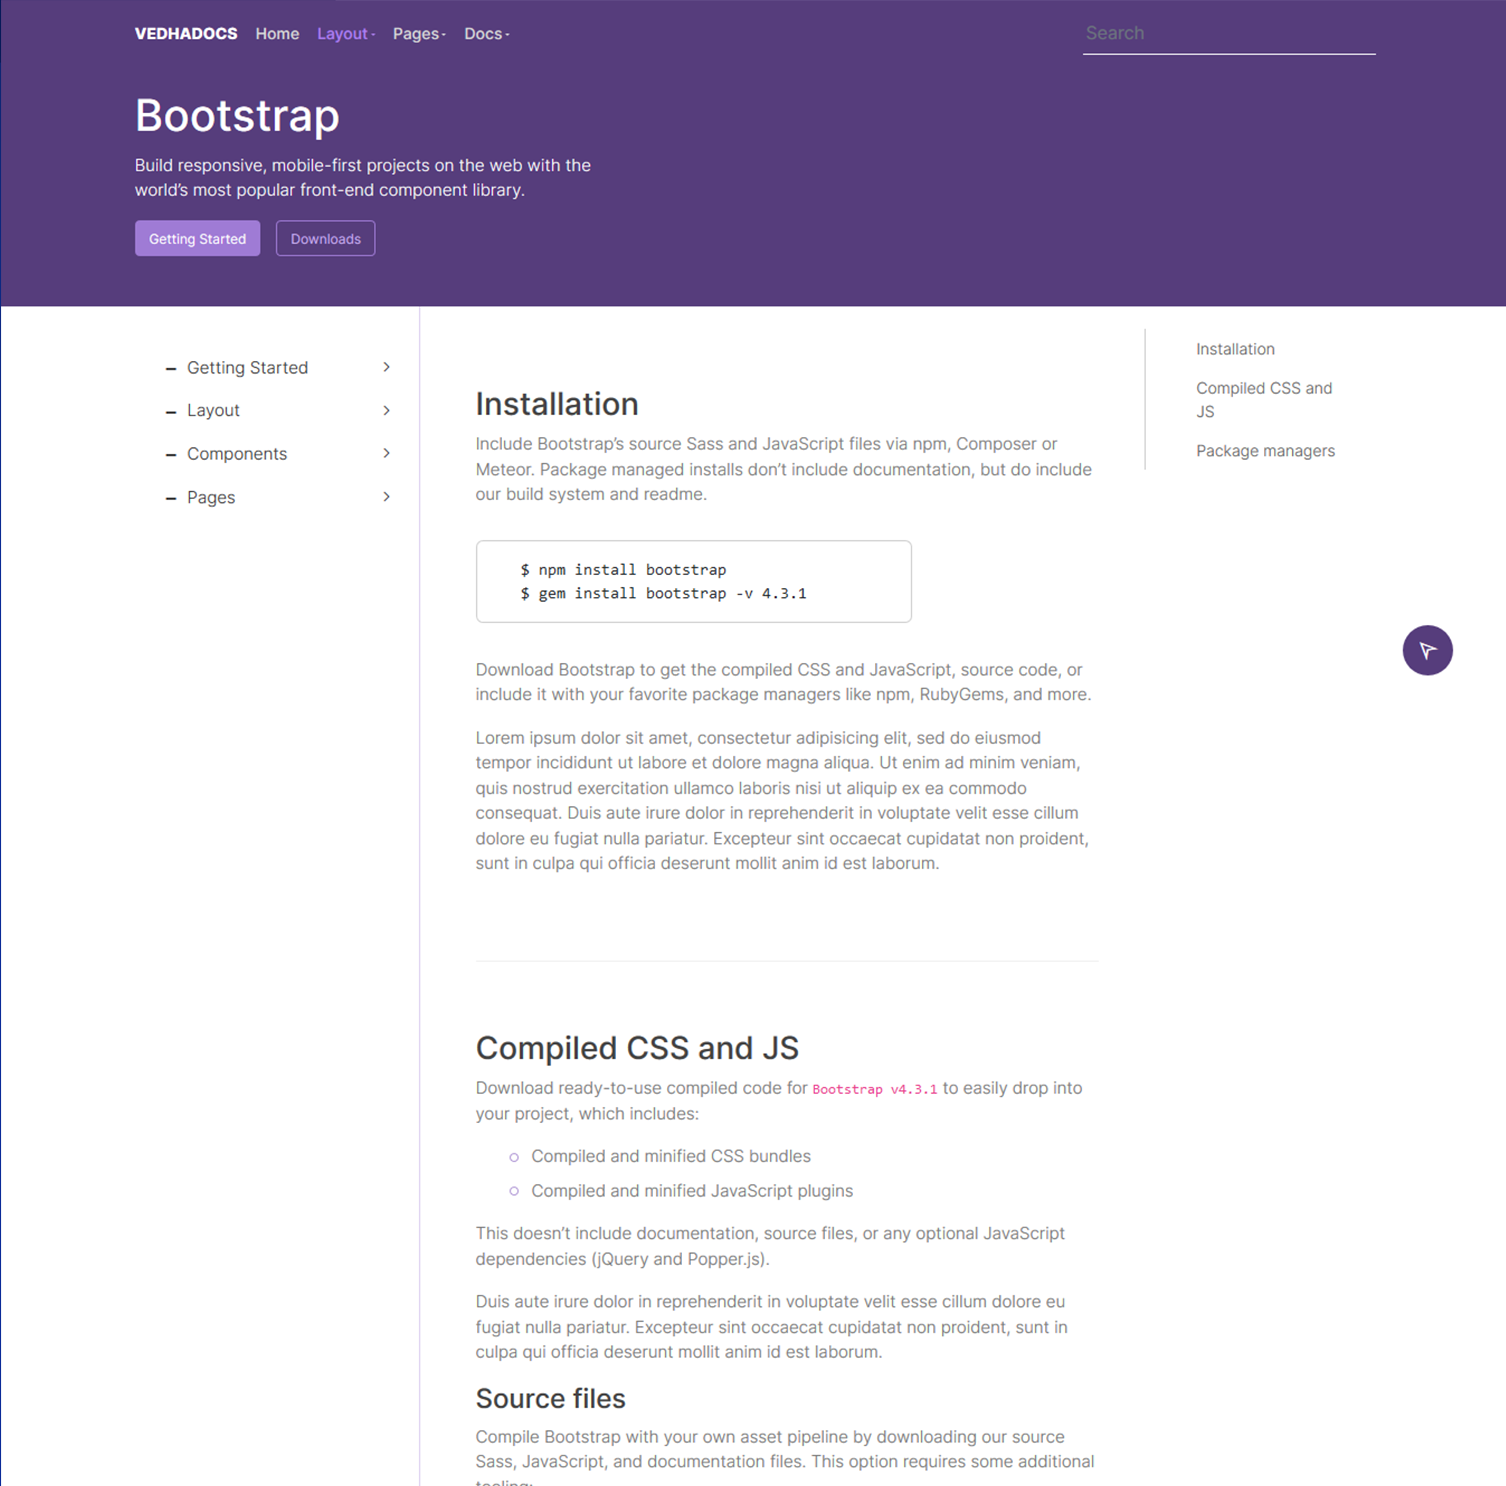 VEDHADOCS Home Layout Pages Docs Search
Bootstrap
Build responsive, mobile-first projects on the web with the
world’s most popular front-end component library.
Getting Started Downloads
Getting Started
Layout
Components
Pages
Installation
Include Bootstrap’s source Sass and JavaScript files via npm, Composer or
Meteor. Package managed installs don’t include documentation, but do include
our build system and readme.
$ npm install bootstrap
$ gem install bootstrap -v 4.3.1
Download Bootstrap to get the compiled CSS and JavaScript, source code, or
include it with your favorite package managers like npm, RubyGems, and more.
Lorem ipsum dolor sit amet, consectetur adipisicing elit, sed do eiusmod
tempor incididunt ut labore et dolore magna aliqua. Ut enim ad minim veniam,
quis nostrud exercitation ullamco laboris nisi ut aliquip ex ea commodo
consequat. Duis aute irure dolor in reprehenderit in voluptate velit esse cillum
dolore eu fugiat nulla pariatur. Excepteur sint occaecat cupidatat non proident,
sunt in culpa qui officia deserunt mollit anim id est laborum.
Compiled CSS and JS
Download ready-to-use compiled code for Bootstrap v4.3.1 to easily drop into
your project, which includes:
Compiled and minified CSS bundles
Compiled and minified JavaScript plugins
This doesn’t include documentation, source files, or any optional JavaScript
dependencies (jQuery and Popper.js).
Duis aute irure dolor in reprehenderit in voluptate velit esse cillum dolore eu
fugiat nulla pariatur. Excepteur sint occaecat cupidatat non proident, sunt in
culpa qui officia deserunt mollit anim id est laborum.
Source files
Compile Bootstrap with your own asset pipeline by downloading our source
Sass, JavaScript, and documentation files. This option requires some additional
Installation
Compiled CSS and
JS
Package managers